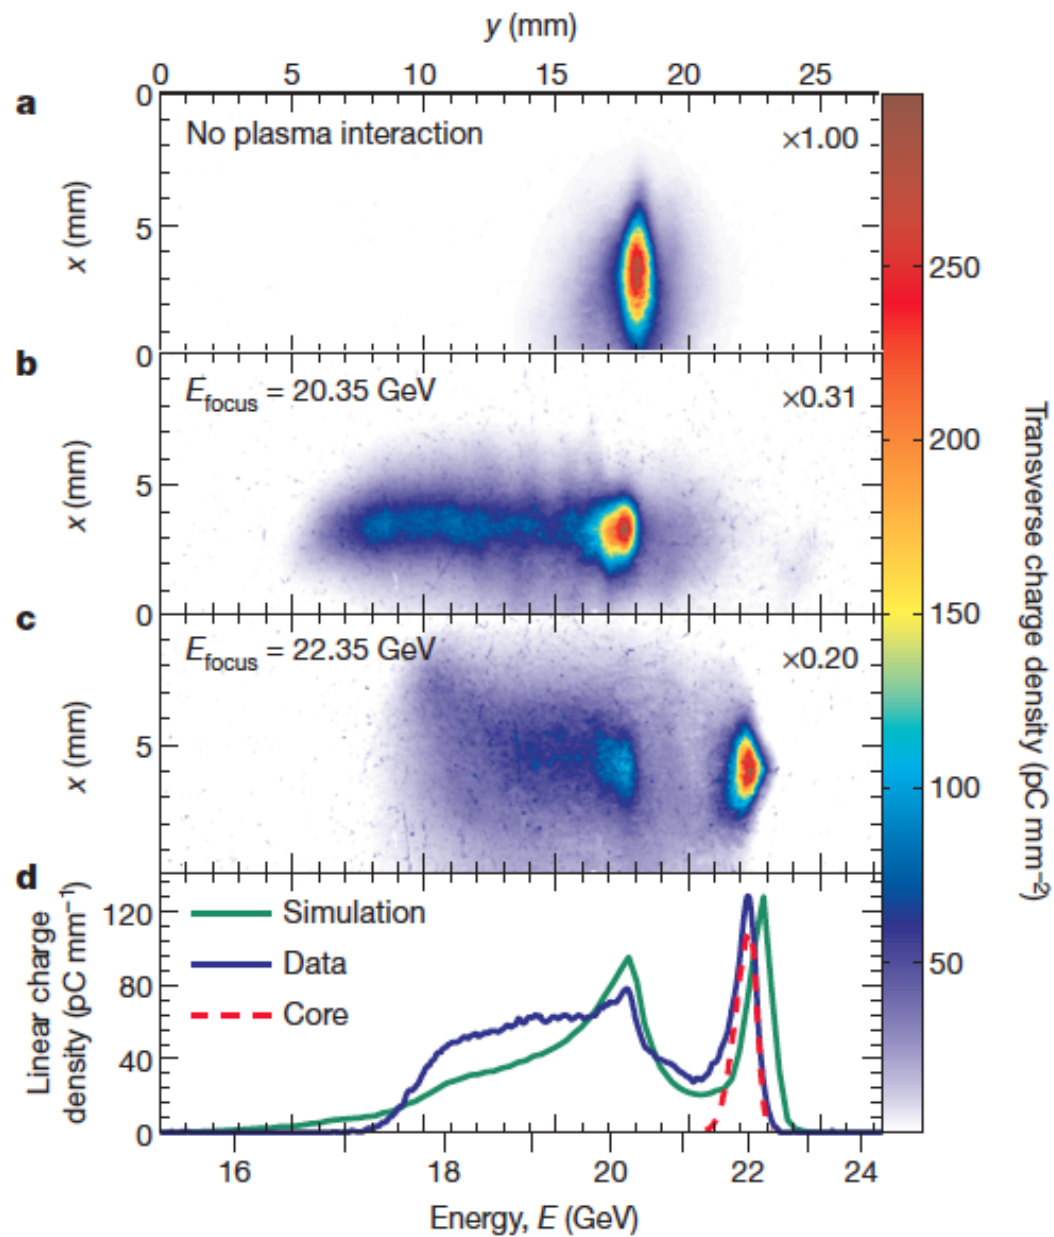 y (mm)
0 5 10 15 20 25
a
0
5
0
x (mm)
No plasma interaction
×1.00
b
5
0
x (mm)
E focus = 20.35 GeV
×0.31
c
5
x (mm)
E focus = 22.35 GeV
×0.20
250
200
150
100
50
Transverse charge density (pC mm⁻²)
d
120
80
40
0
Linear charge
density (pC mm⁻¹)
Simulation
Data
Core
16 18 20 22 24
Energy, E (GeV)